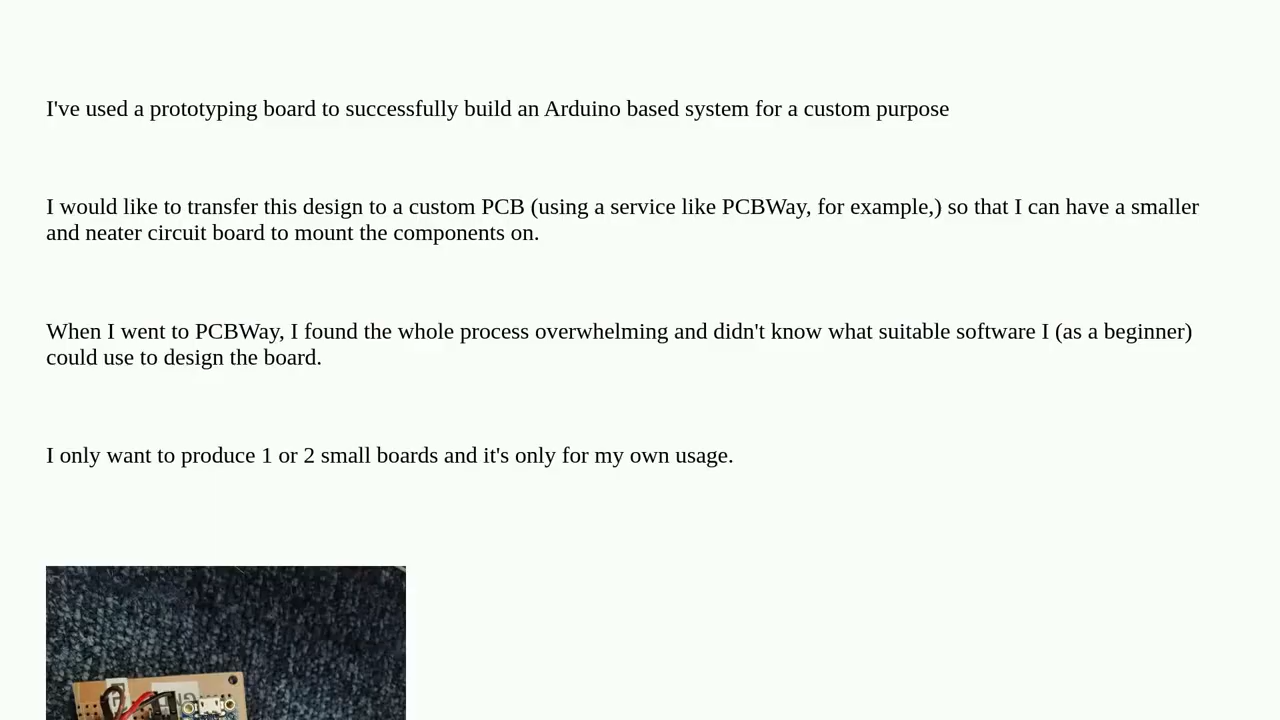 I've used a prototyping board to successfully build an Arduino based system for a custom purpose
I would like to transfer this design to a custom PCB (using a service like PCBWay, for example,) so that I can have a smaller
and neater circuit board to mount the components on.
When I went to PCBWay, I found the whole process overwhelming and didn't know what suitable software I (as a beginner)
could use to design the board.
I only want to produce 1 or 2 small boards and it's only for my own usage.